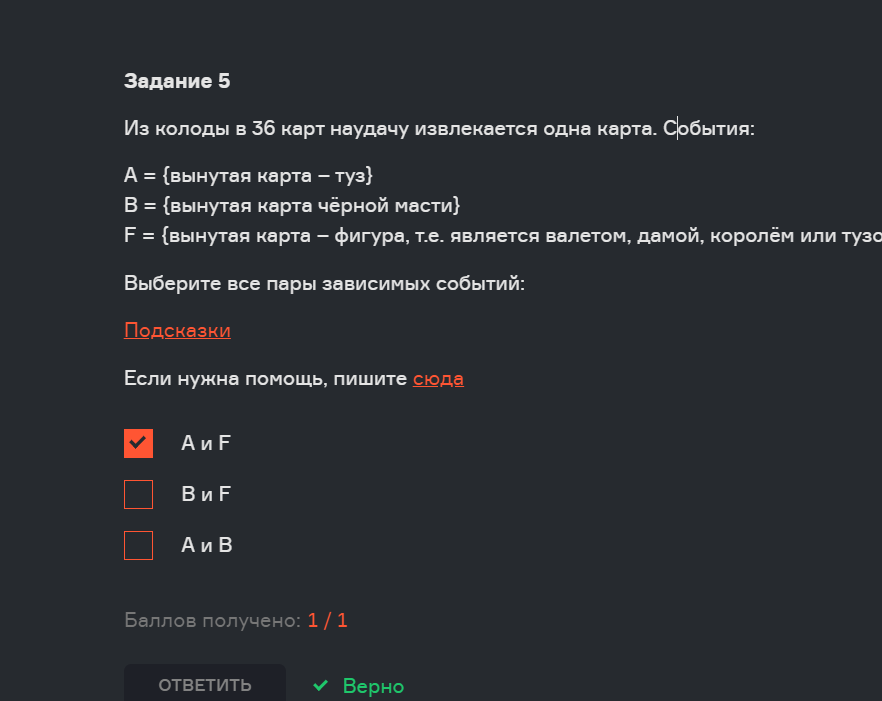 Задание 5
Из колоды в 36 карт наудачу извлекается одна карта. События:
A = {вынутая карта – туз}
B = {вынутая карта чёрной масти}
F = {вынутая карта – фигура, т.е. является валетом, дамой, королём или тузо
Выберите все пары зависимых событий:
Подсказки
Если нужна помощь, пишите сюда
A и F
B и F
A и B
Баллов получено: 1 / 1
ОТВЕТИТЬ Верно